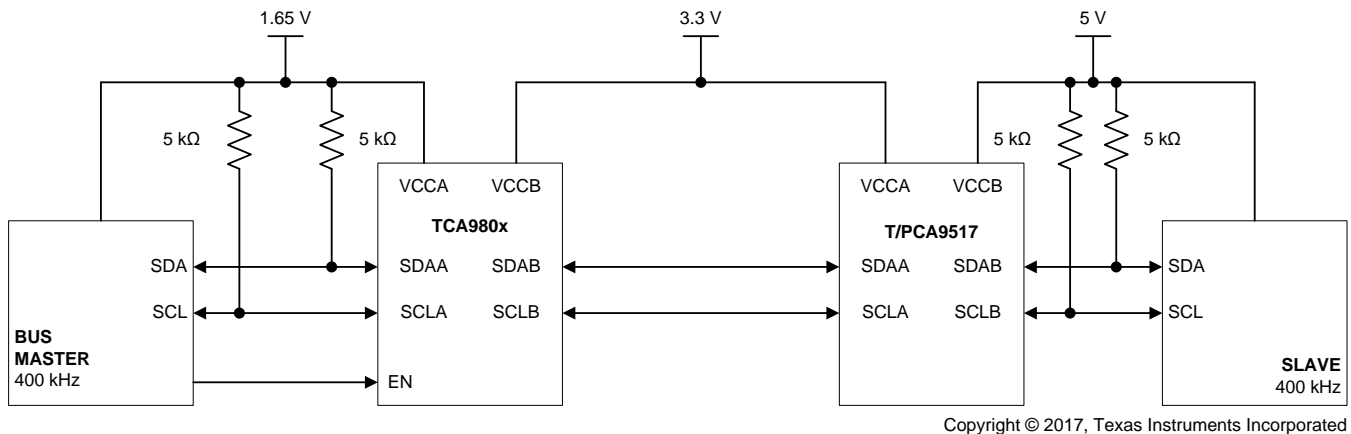 1.65 V
3.3 V
5 V
5 kΩ
5 kΩ
5 kΩ
5 kΩ
VCCA
VCCB
VCCA
VCCB
TCA980x
T/PCA9517
SDA
SDAA
SDAB
SDAA
SDAB
SDA
SCL
SCLA
SCLB
SCLA
SCLB
SCL
BUS
MASTER
400 kHz
EN
SLAVE
400 kHz
Copyright © 2017, Texas Instruments Incorporated